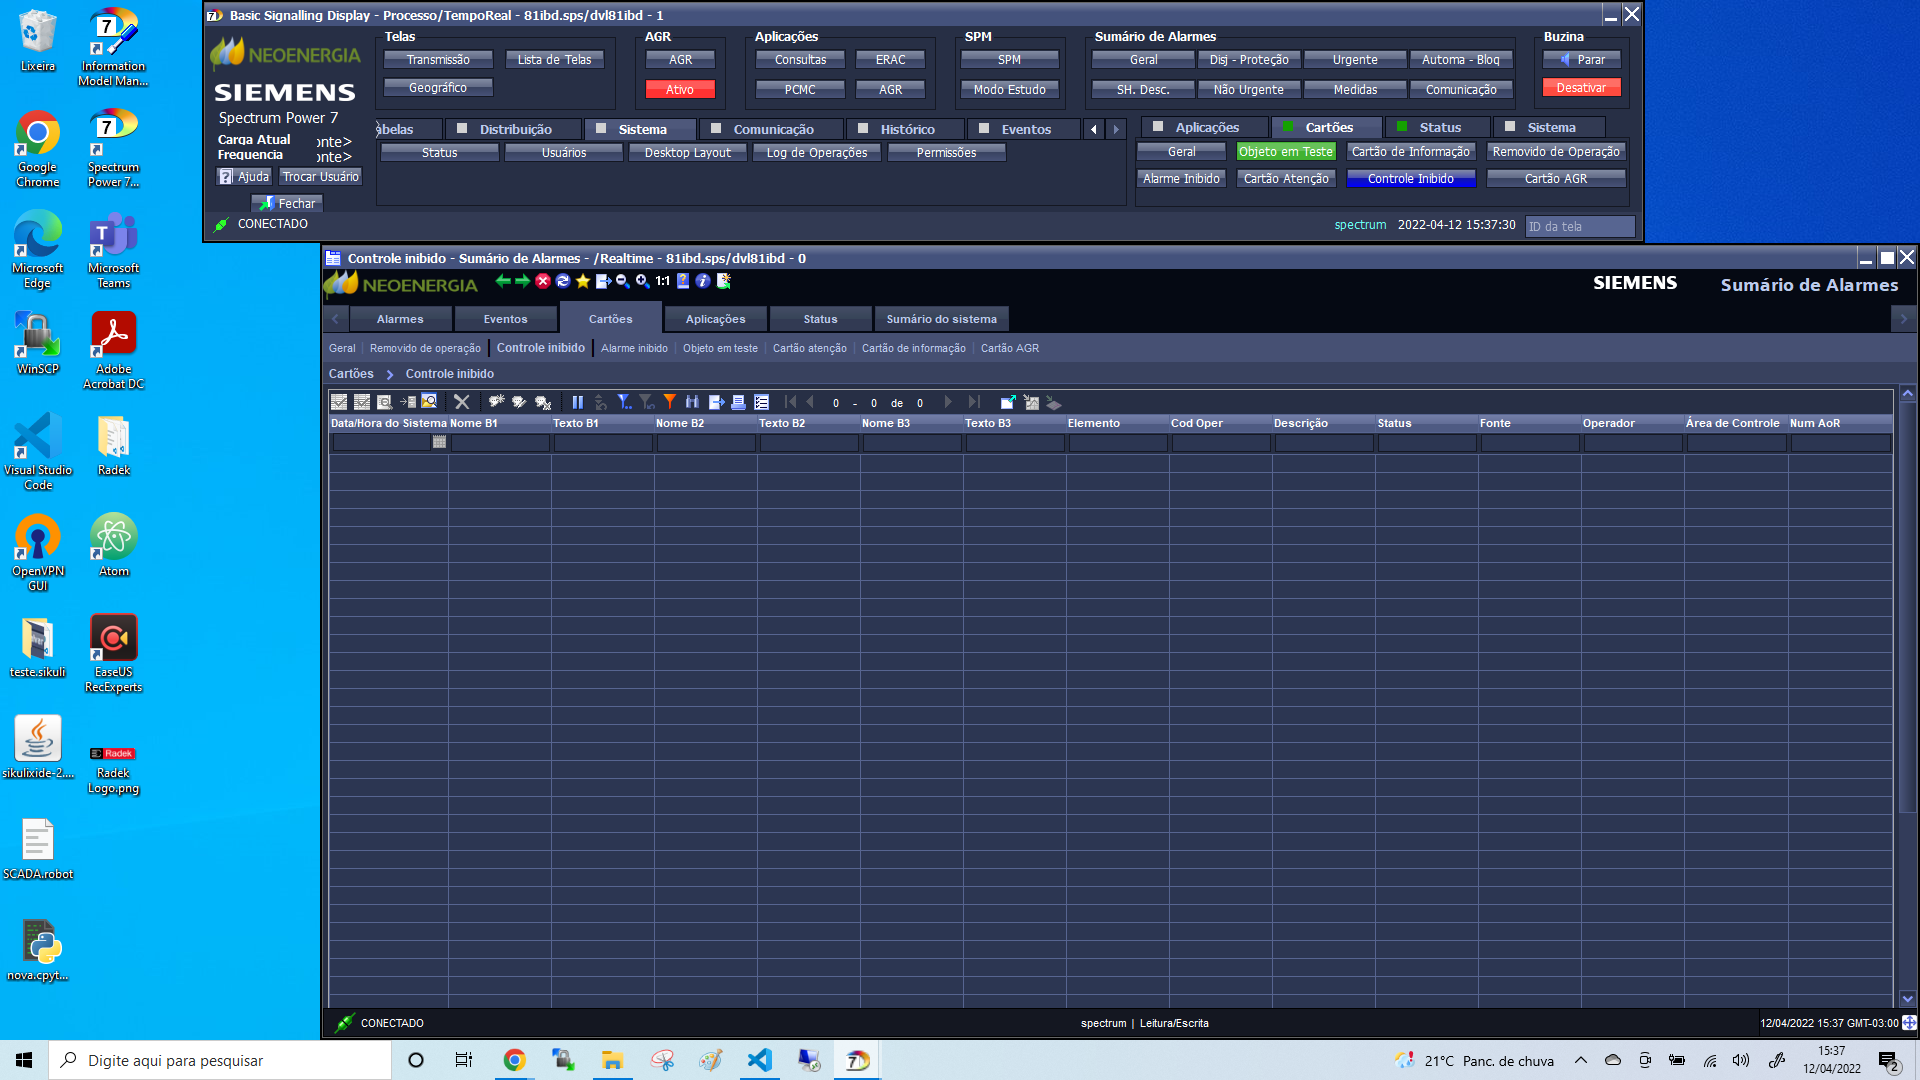 Basic Signalling Display - Processo/TempoReal - 81ibd.sps/dvl81ibd - 1
NEOENERGIA
SIEMENS
Spectrum Power 7
Carga Atual onte>
Frequencia onte>
Ajuda Trocar Usuário
Fechar
CONECTADO
Telas
Transmissão Lista de Telas
Geográfico
AGR
AGR
Ativo
Aplicações
Consultas ERAC
PCMC AGR
SPM
SPM
Modo Estudo
Sumário de Alarmes
Geral Disj - Proteção Urgente Automa - Bloq
SH. Desc. Não Urgente Medidas Comunicação
Buzina
Parar
Desativar
abelas Distribuição Sistema Comunicação Histórico Eventos
Status Usuários Desktop Layout Log de Operações Permissões
Aplicações Cartões Status Sistema
Geral Objeto em Teste Cartão de Informação Removido de Operação
Alarme Inibido Cartão Atenção Controle Inibido Cartão AGR
spectrum 2022-04-12 15:37:30 ID da tela
Controle inibido - Sumário de Alarmes - /Realtime - 81ibd.sps/dvl81ibd - 0
NEOENERGIA 1:1 SIEMENS Sumário de Alarmes
Alarmes Eventos Cartões Aplicações Status Sumário do sistema
Geral Removido de operação Controle inibido Alarme inibido Objeto em teste Cartão atenção Cartão de informação Cartão AGR
Cartões Controle inibido
0 - 0 de 0
Data/Hora do Sistema Nome B1 Texto B1 Nome B2 Texto B2 Nome B3 Texto B3 Elemento Cod Oper Descrição Status Fonte Operador Área de Controle Num AoR
CONECTADO spectrum | Leitura/Escrita 12/04/2022 15:37 GMT-03:00
Lixeira
Information Model Man...
Google Chrome
Spectrum Power 7...
Microsoft Edge
Microsoft Teams
WinSCP
Adobe Acrobat DC
Visual Studio Code
Radek
OpenVPN GUI
Atom
teste.sikuli
EaseUS RecExperts
sikulixide-2....
Radek
Radek Logo.png
SCADA.robot
nova.cpyt...
Digite aqui para pesquisar
21°C Panc. de chuva
15:37
12/04/2022
2